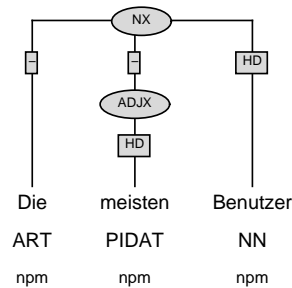 NX
– – HD
ADJX
HD
Die meisten Benutzer
ART PIDAT NN
npm npm npm